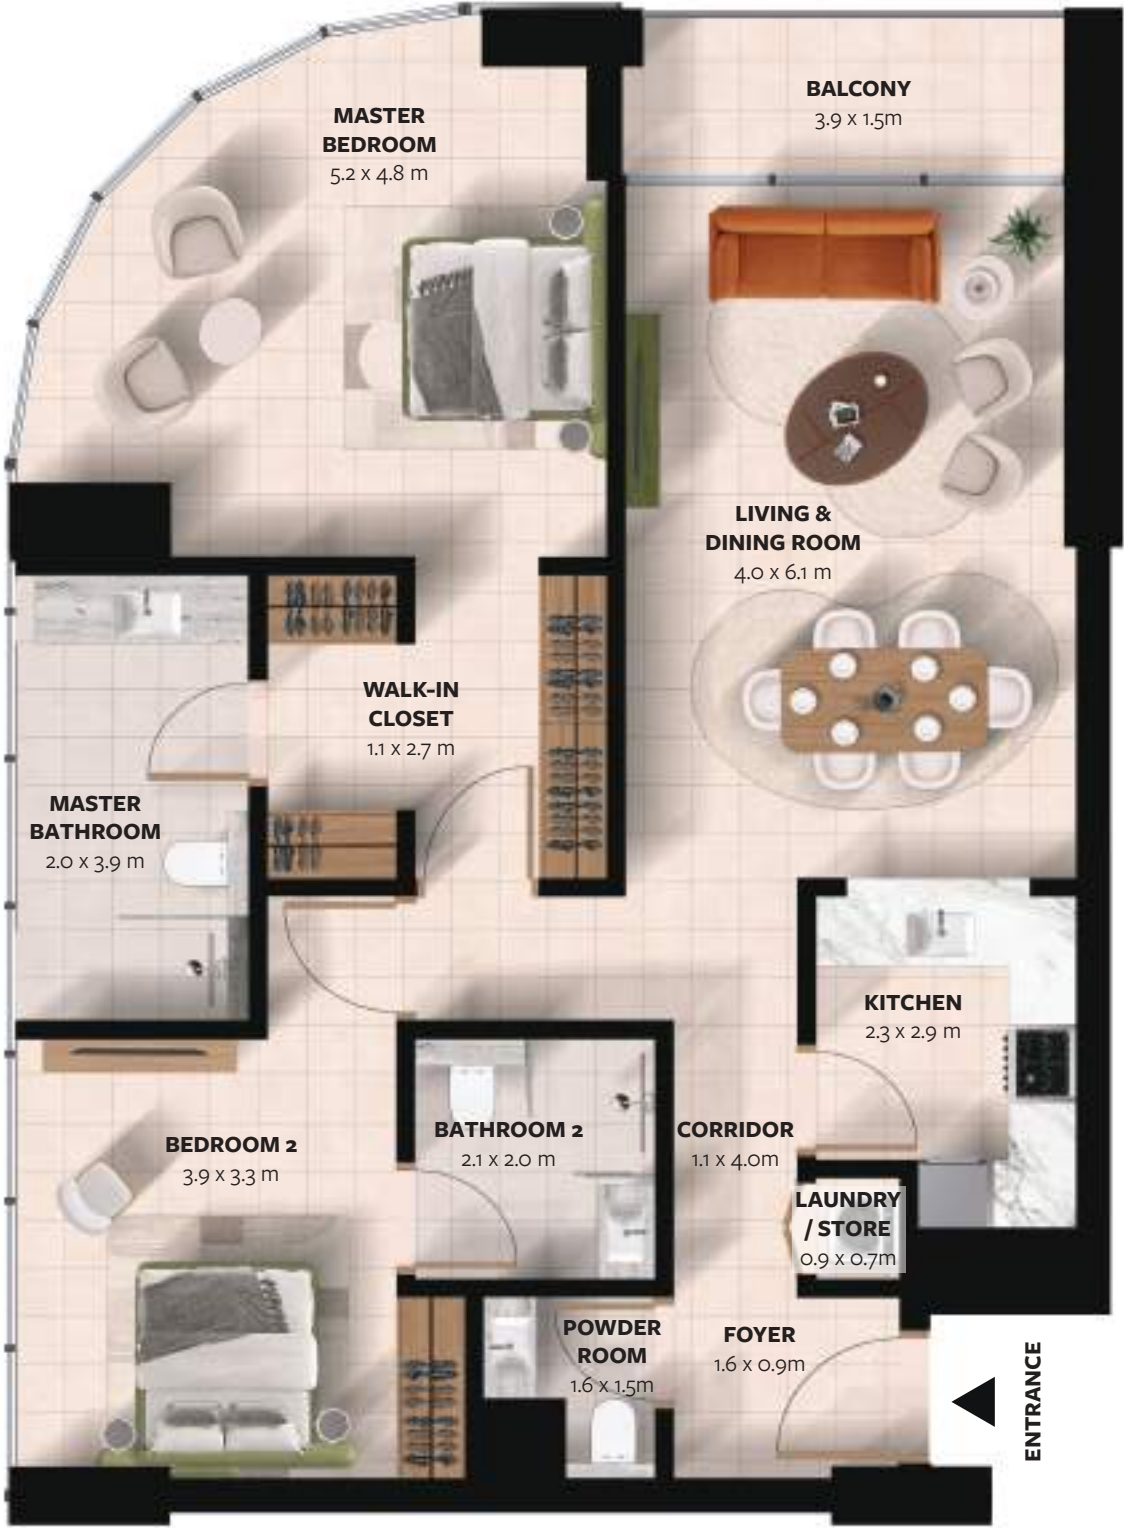 MASTER
BEDROOM
5.2 x 4.8 m
BALCONY
3.9 x 1.5m
LIVING &
DINING ROOM
4.0 x 6.1 m
WALK-IN
CLOSET
1.1 x 2.7 m
MASTER
BATHROOM
2.0 x 3.9 m
KITCHEN
2.3 x 2.9 m
BEDROOM 2
3.9 x 3.3 m
BATHROOM 2
2.1 x 2.0 m
CORRIDOR
1.1 x 4.0m
LAUNDRY
/ STORE
0.9 x 0.7m
POWDER
ROOM
1.6 x 1.5m
FOYER
1.6 x 0.9m
ENTRANCE